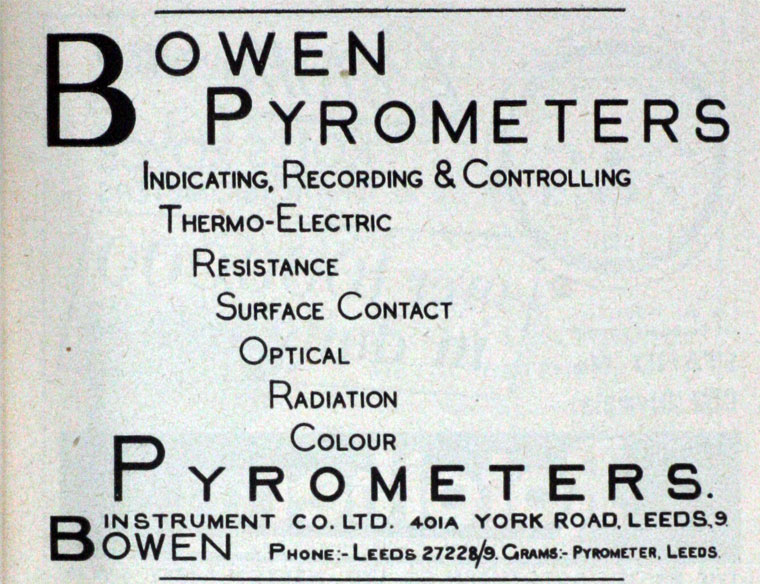 BOWEN
PYROMETERS
INDICATING, RECORDING & CONTROLLING
THERMO-ELECTRIC
RESISTANCE
SURFACE CONTACT
OPTICAL
RADIATION
COLOUR
PYROMETERS.
BOWEN INSTRUMENT CO. LTD. 401A YORK ROAD, LEEDS, 9.
PHONE:- LEEDS 27228/9. GRAMS:- PYROMETER, LEEDS.